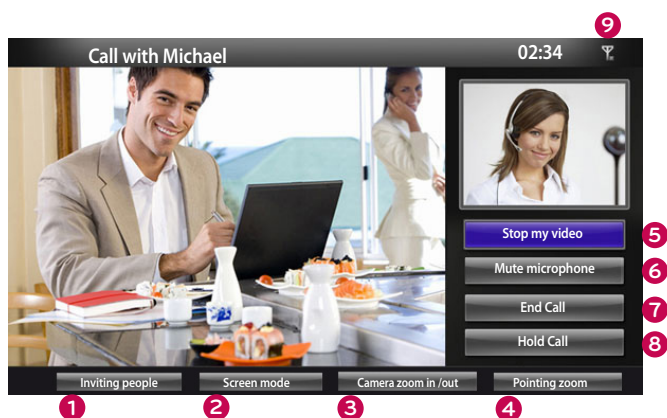 9
Call with Michael 02:34
Stop my video 5
Mute microphone 6
End Call 7
Hold Call 8
Inviting people Screen mode Camera zoom in /out Pointing zoom
1 2 3 4